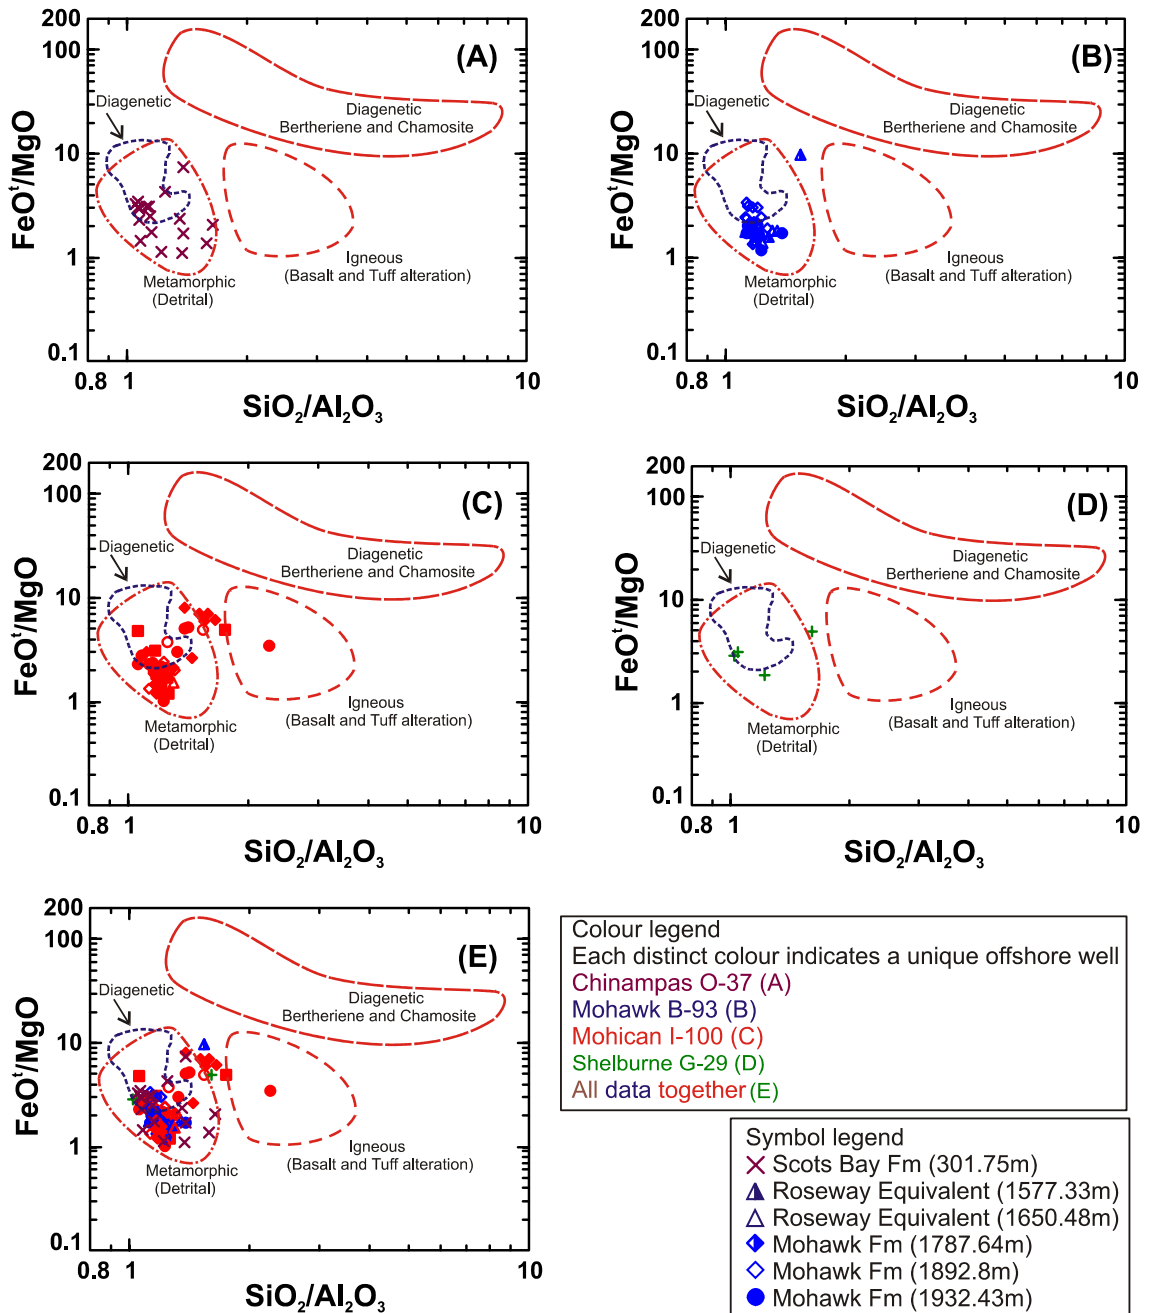 200
100
10
1
0.1
0.8 1 10
FeOᵗ/MgO
SiO₂/Al₂O₃
(A)
Diagenetic
Diagenetic
Bertheriene and Chamosite
Igneous
(Basalt and Tuff alteration)
Metamorphic
(Detrital)
200
100
10
1
0.1
0.8 1 10
FeOᵗ/MgO
SiO₂/Al₂O₃
(B)
Diagenetic
Diagenetic
Bertheriene and Chamosite
Igneous
(Basalt and Tuff alteration)
Metamorphic
(Detrital)
200
100
10
1
0.1
0.8 1 10
FeOᵗ/MgO
SiO₂/Al₂O₃
(C)
Diagenetic
Diagenetic
Bertheriene and Chamosite
Igneous
(Basalt and Tuff alteration)
Metamorphic
(Detrital)
200
100
10
1
0.1
0.8 1 10
FeOᵗ/MgO
SiO₂/Al₂O₃
(D)
Diagenetic
Diagenetic
Bertheriene and Chamosite
Igneous
(Basalt and Tuff alteration)
Metamorphic
(Detrital)
200
100
10
1
0.1
0.8 1 10
FeOᵗ/MgO
SiO₂/Al₂O₃
(E)
Diagenetic
Diagenetic
Bertheriene and Chamosite
Igneous
(Basalt and Tuff alteration)
Metamorphic
(Detrital)
Colour legend
Each distinct colour indicates a unique offshore well
Chinampas O-37 (A)
Mohawk B-93 (B)
Mohican I-100 (C)
Shelburne G-29 (D)
All data together (E)
Symbol legend
Scots Bay Fm (301.75m)
Roseway Equivalent (1577.33m)
Roseway Equivalent (1650.48m)
Mohawk Fm (1787.64m)
Mohawk Fm (1892.8m)
Mohawk Fm (1932.43m)